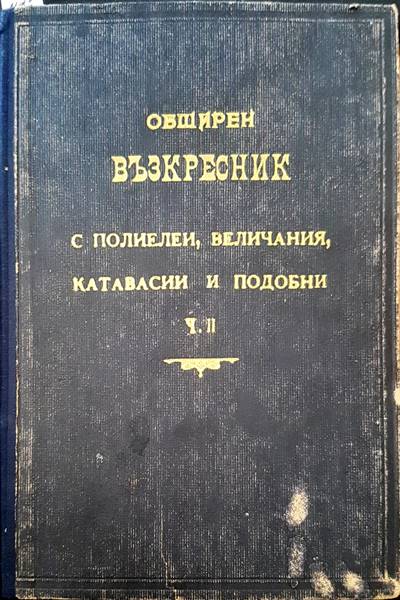 ОБШИРЕН
ВЪЗКРЕСНИК
С ПОЛИЕЛЕИ, ВЕЛИЧАНИЯ,
КАТАВАСИИ И ПОДОБНИ
Ч. II